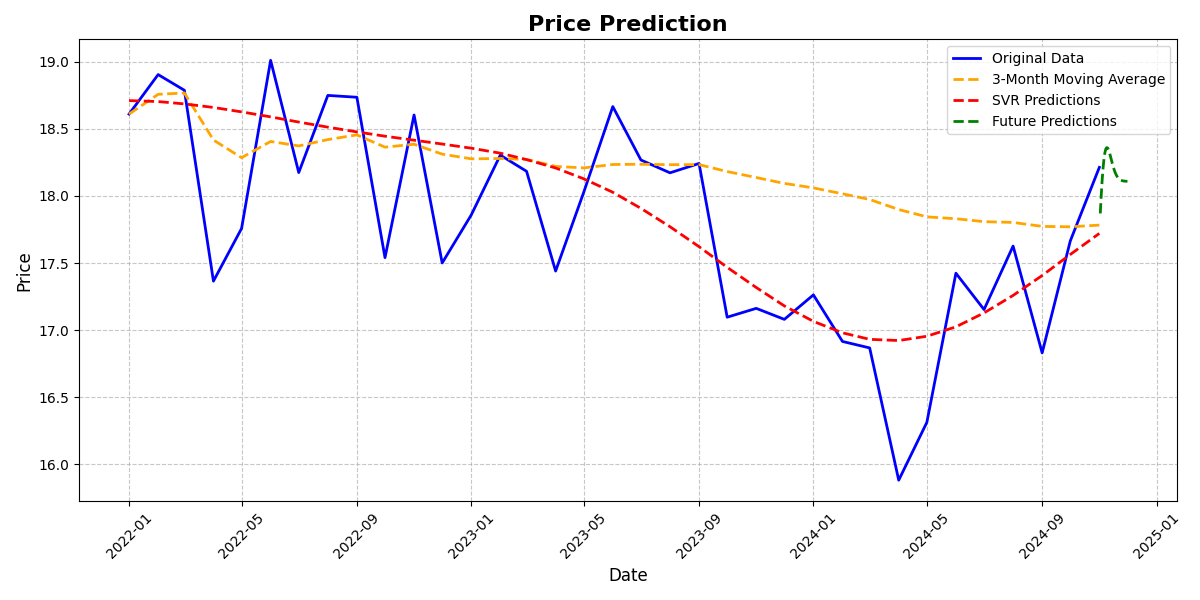 Price Prediction
Original Data
3-Month Moving Average
SVR Predictions
Future Predictions
Price
19.0
18.5
18.0
17.5
17.0
16.5
16.0
2022-01
2022-05
2022-09
2023-01
2023-05
2023-09
2024-01
2024-05
2024-09
2025-01
Date